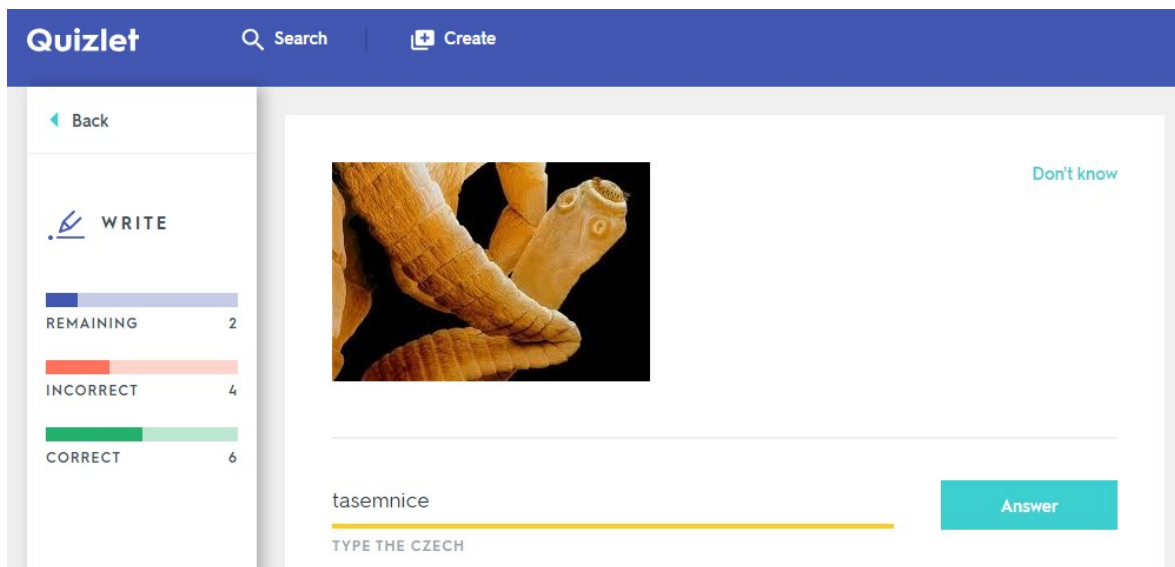 Quizlet Search Create
Back
Don't know
WRITE
REMAINING 2
INCORRECT 4
CORRECT 6
tasemnice
Answer
TYPE THE CZECH